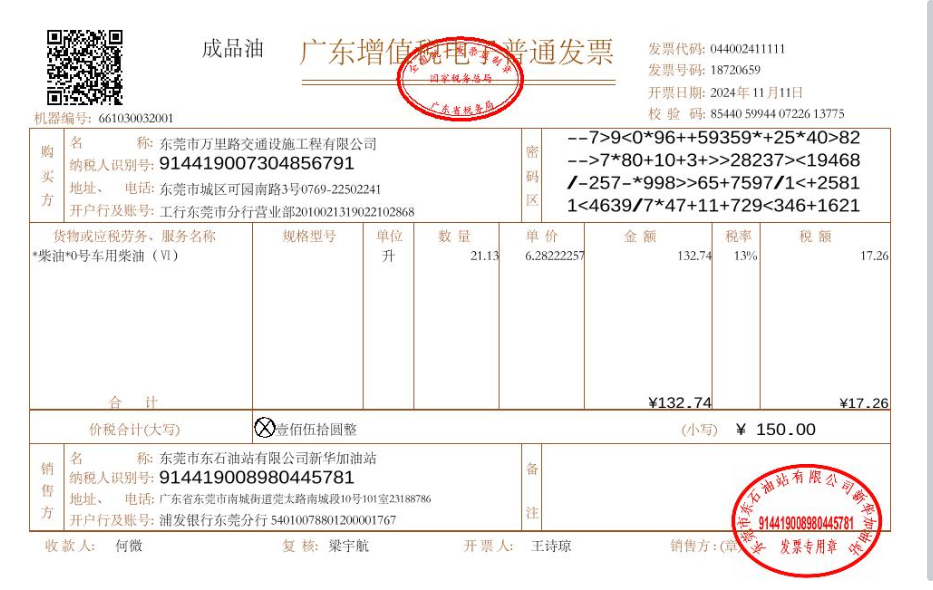 成品油
广东增值税电子普通发票
全国统一发票监制章
国家税务总局
广东省税务局
发票代码: 044002411111
发票号码: 18720659
开票日期: 2024年11月11日
校 验 码: 85440 59944 07226 13775
机器编号: 661030032001
购买方
名 称: 东莞市万里路交通设施工程有限公司
纳税人识别号: 914419007304856791
地址、 电话: 东莞市城区可园南路3号0769-22502241
开户行及账号: 工行东莞市分行营业部2010021319022102868
密码区
--7>9<0*96++59359*+25*40>82
-->7*80+10+3+>>28237><19468
/-257-*998>>65+7597/1<+2581
1<4639/7*47+11+729<346+1621
货物或应税劳务、服务名称 规格型号 单位 数 量 单 价 金 额 税率 税 额
*柴油*0号车用柴油（Ⅵ） 升 21.13 6.28222257 132.74 13% 17.26
合 计 ¥132.74 ¥17.26
价税合计(大写) 壹佰伍拾圆整 (小写) ¥ 150.00
销售方
名 称: 东莞市东石油站有限公司新华加油站
纳税人识别号: 914419008980445781
地址、 电话: 广东省东莞市南城街道莞太路南城段10号101室23188786
开户行及账号: 浦发银行东莞分行 54010078801200001767
备注
收款人: 何微 复 核: 梁宇航 开票人: 王诗琼 销售方:(章)
东莞市东石油站有限公司新华加油站
914419008980445781
发票专用章